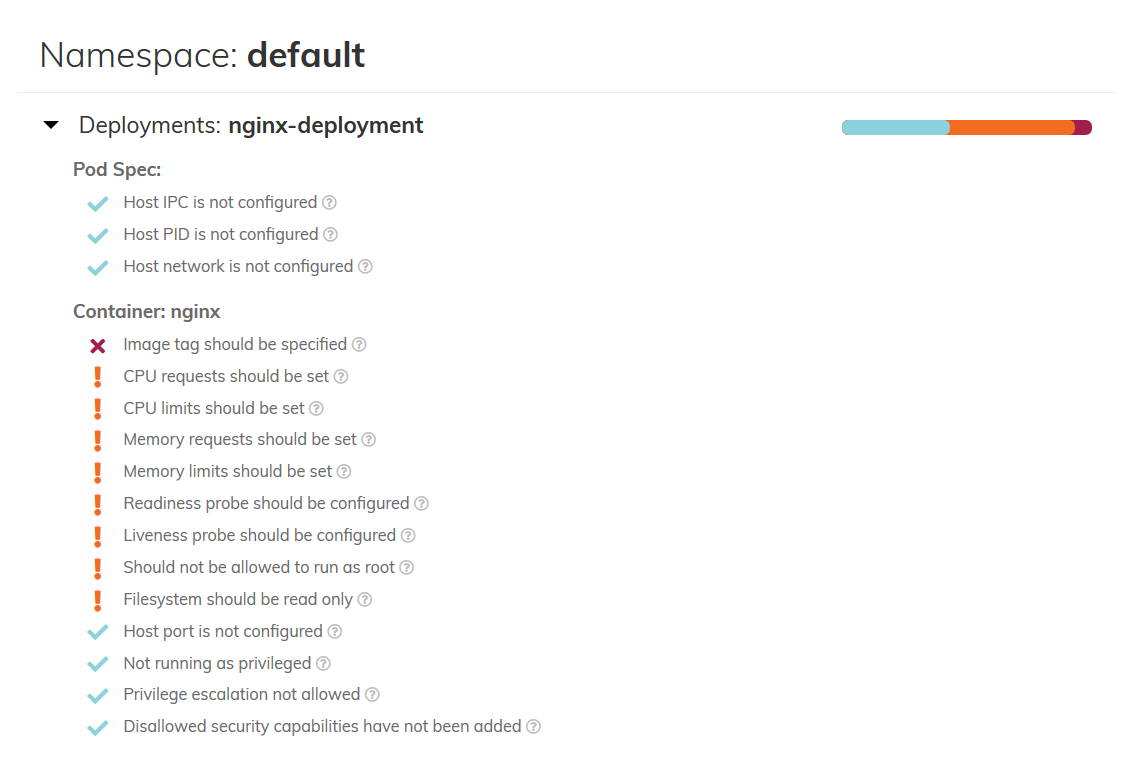 Namespace: default
Deployments: nginx-deployment
Pod Spec:
Host IPC is not configured
Host PID is not configured
Host network is not configured
Container: nginx
Image tag should be specified
CPU requests should be set
CPU limits should be set
Memory requests should be set
Memory limits should be set
Readiness probe should be configured
Liveness probe should be configured
Should not be allowed to run as root
Filesystem should be read only
Host port is not configured
Not running as privileged
Privilege escalation not allowed
Disallowed security capabilities have not been added